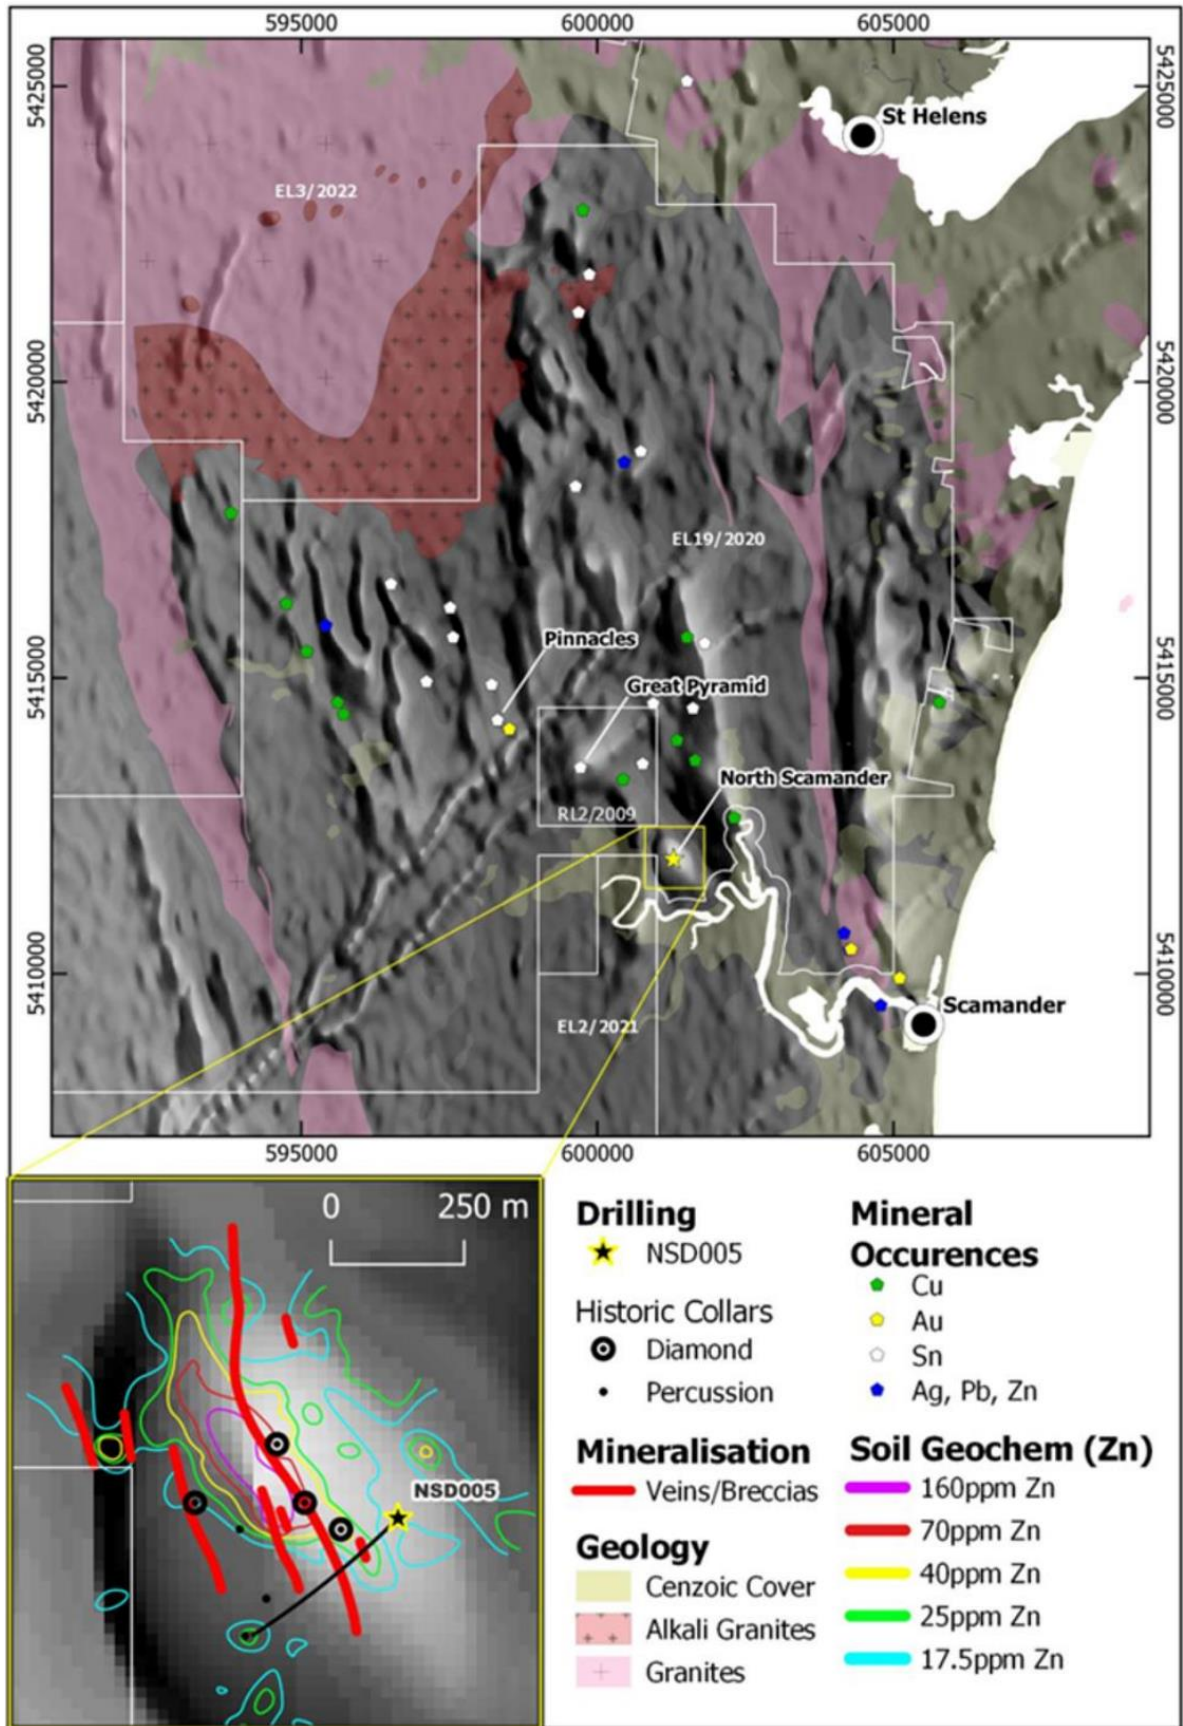 595000
600000
605000
5425000
5425000
St Helens
EL3/2022
5420000
5420000
EL19/2020
Pinnacles
5415000
5415000
Great Pyramid
North Scamander
RL2/2009
5410000
5410000
Scamander
EL2/2021
595000
600000
605000
0
250 m
NSD005
Drilling
NSD005
Historic Collars
Diamond
Percussion
Mineralisation
Veins/Breccias
Geology
Cenzoic Cover
Alkali Granites
Granites
Mineral
Occurences
Cu
Au
Sn
Ag, Pb, Zn
Soil Geochem (Zn)
160ppm Zn
70ppm Zn
40ppm Zn
25ppm Zn
17.5ppm Zn